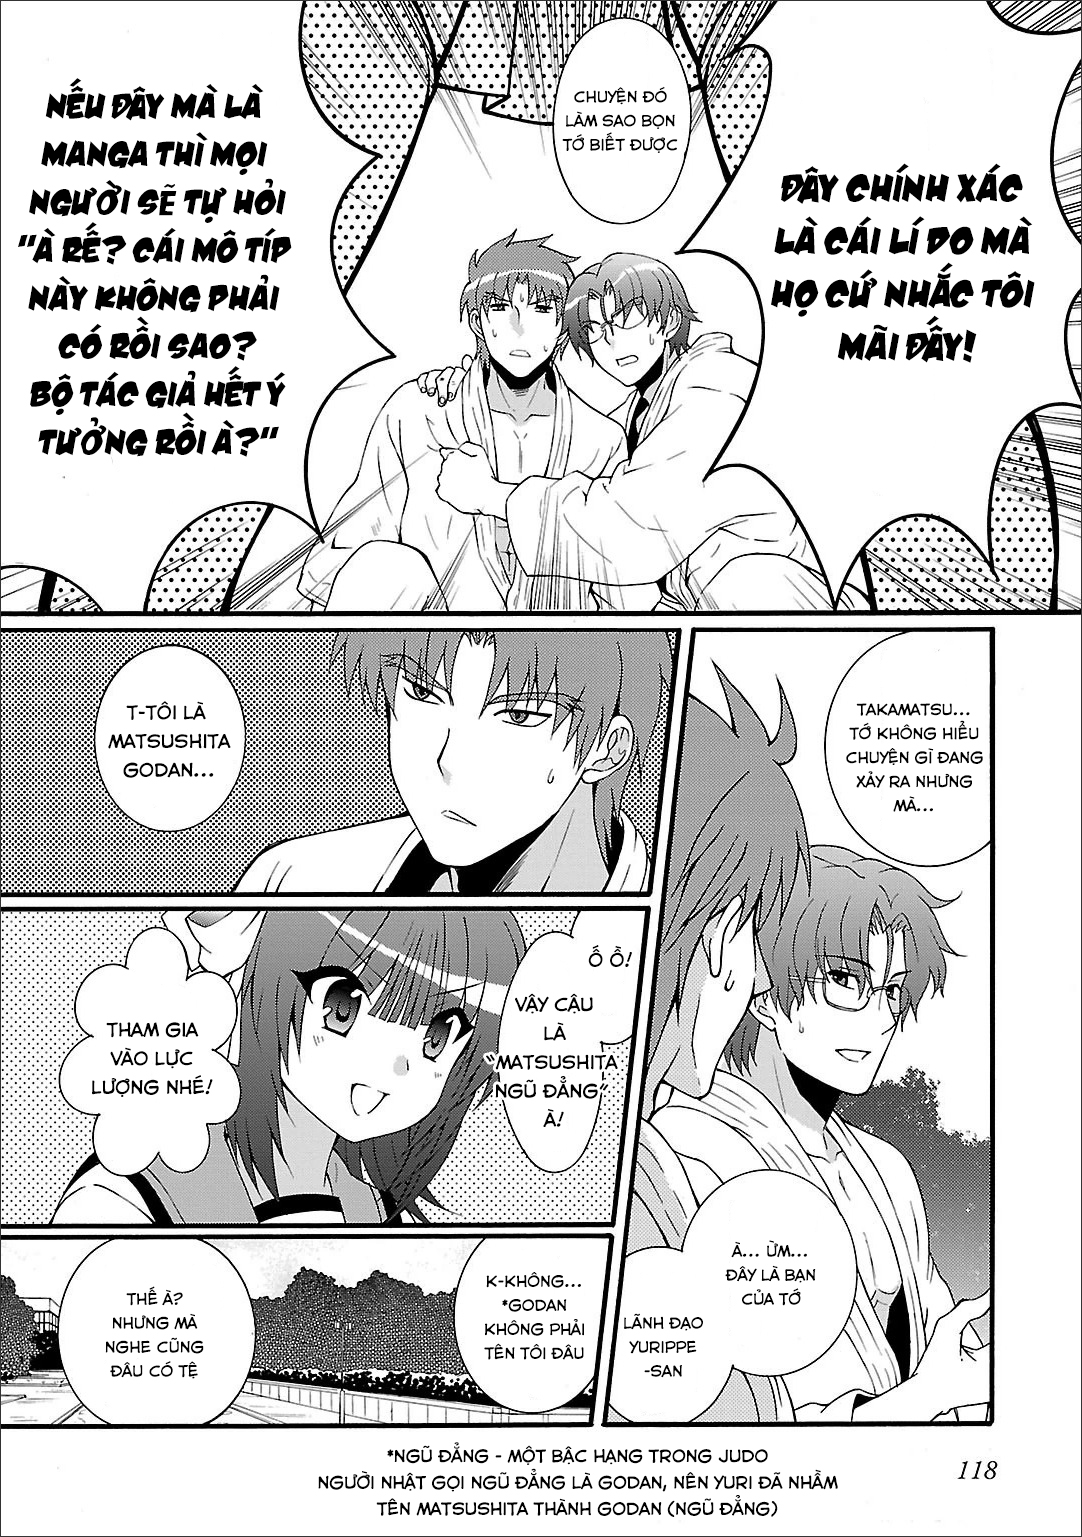 ĐÂY CHÍNH XÁC
LÀ CÁI LÍ DO MÀ
HỌ CỨ NHẮC TÔI
MÃI ĐẤY!
CHUYỆN ĐÓ
LÀM SAO BỌN
TỚ BIẾT ĐƯỢC
NẾU ĐÂY MÀ LÀ
MANGA THÌ MỌI
NGƯỜI SẼ TỰ HỎI
"À RẾ? CÁI MÔ TÍP
NÀY KHÔNG PHẢI
CÓ RỒI SAO?
BỘ TÁC GIẢ HẾT Ý
TƯỞNG RỒI À?"
TAKAMATSU...
TỚ KHÔNG HIỂU
CHUYỆN GÌ ĐANG
XẢY RA NHƯNG
MÀ...
À... ỪM...
ĐÂY LÀ BẠN
CỦA TỚ
LÃNH ĐẠO
YURIPPE
-SAN
T-TÔI LÀ
MATSUSHITA
GODAN...
Ố Ồ!
VẬY CẬU
LÀ
"MATSUSHITA
NGŨ ĐẲNG"
À!
THAM GIA
VÀO LỰC
LƯỢNG NHÉ!
K-KHÔNG...
*GODAN
KHÔNG PHẢI
TÊN TÔI ĐÂU
THẾ À?
NHƯNG MÀ
NGHE CŨNG
ĐÂU CÓ TỆ
*NGŨ ĐẲNG - MỘT BẬC HẠNG TRONG JUDO
NGƯỜI NHẬT GỌI NGŨ ĐẲNG LÀ GODAN, NÊN YURI ĐÃ NHẦM
TÊN MATSUSHITA THÀNH GODAN (NGŨ ĐẲNG)
118